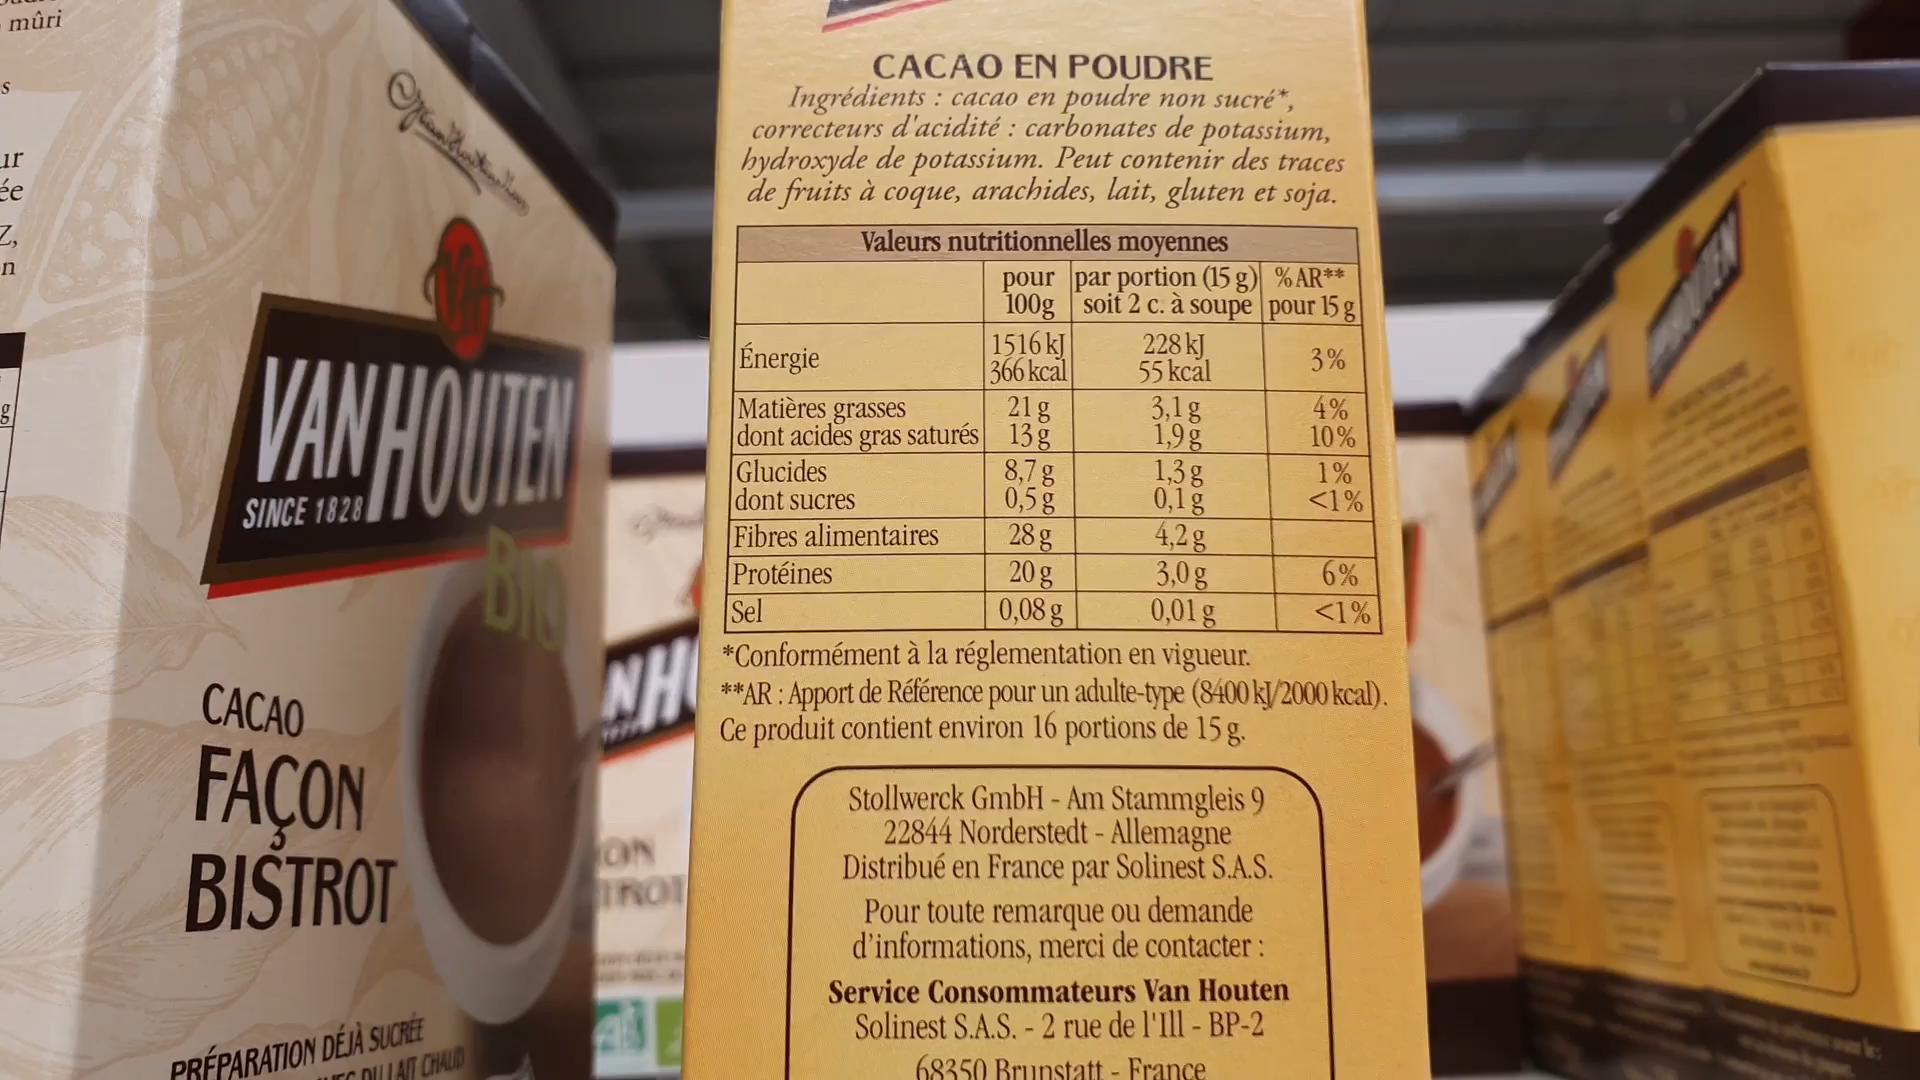 mûri
VAN HOUTEN
SINCE 1828
BIO
CACAO
FAÇON
BISTROT
PRÉPARATION DÉJÀ SUCRÉE
DU LAIT CHAUD
CACAO EN POUDRE
Ingrédients : cacao en poudre non sucré*,
correcteurs d'acidité : carbonates de potassium,
hydroxyde de potassium. Peut contenir des traces
de fruits à coque, arachides, lait, gluten et soja.
Valeurs nutritionnelles moyennes
pour 100g par portion (15 g) soit 2 c. à soupe %AR** pour 15 g
Énergie 1516 kJ 366 kcal 228 kJ 55 kcal 3%
Matières grasses 21 g 3,1 g 4%
dont acides gras saturés 13 g 1,9 g 10%
Glucides 8,7 g 1,3 g 1%
dont sucres 0,5 g 0,1 g <1%
Fibres alimentaires 28 g 4,2 g
Protéines 20 g 3,0 g 6%
Sel 0,08 g 0,01 g <1%
*Conformément à la réglementation en vigueur.
**AR : Apport de Référence pour un adulte-type (8400 kJ/2000 kcal).
Ce produit contient environ 16 portions de 15 g.
Stollwerck GmbH - Am Stammgleis 9
22844 Norderstedt - Allemagne
Distribué en France par Solinest S.A.S.
Pour toute remarque ou demande
d'informations, merci de contacter :
Service Consommateurs Van Houten
Solinest S.A.S. - 2 rue de l'Ill - BP-2
68350 Brunstatt - France
VAN HOUTEN